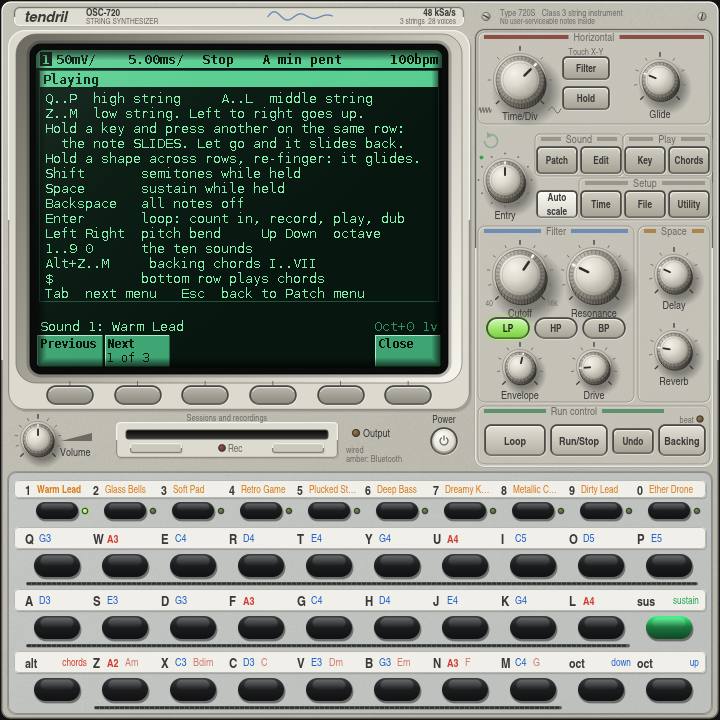 tendril OSC-720 STRING SYNTHESIZER 48 kSa/s 3 strings 28 voices
Type 720S Class 3 string instrument
No user-serviceable notes inside
1 50mV/ 5.00ms/ Stop A min pent 100bpm
Playing
Q..P high string A..L middle string
Z..M low string. Left to right goes up.
Hold a key and press another on the same row:
the note SLIDES. Let go and it slides back.
Hold a shape across rows, re-finger: it glides.
Shift semitones while held
Space sustain while held
Backspace all notes off
Enter loop: count in, record, play, dub
Left Right pitch bend Up Down octave
1..9 0 the ten sounds
Alt+Z..M backing chords I..VII
$ bottom row plays chords
Tab next menu Esc back to Patch menu
Sound 1: Warm Lead Oct+0 1v
Previous Next Close
1 of 3
Horizontal
Touch X-Y
Filter
Hold
Time/Div Glide
Sound Play
Patch Edit Key Chords
Setup
Entry Auto scale Time File Utility
Filter Space
40 16k
Cutoff Resonance Delay
LP HP BP
Envelope Drive Reverb
Run control
beat
Loop Run/Stop Undo Backing
Volume
Sessions and recordings
Rec
Output
wired
amber: Bluetooth
Power
1 Warm Lead 2 Glass Bells 3 Soft Pad 4 Retro Game 5 Plucked St... 6 Deep Bass 7 Dreamy K... 8 Metallic C... 9 Dirty Lead 0 Ether Drone
Q G3 W A3 E C4 R D4 T E4 Y G4 U A4 I C5 O D5 P E5
A D3 S E3 D G3 F A3 G C4 H D4 J E4 K G4 L A4 sus sustain
alt chords Z A2 Am X C3 Bdim C D3 C V E3 Dm B G3 Em N A3 F M C4 G oct down oct up